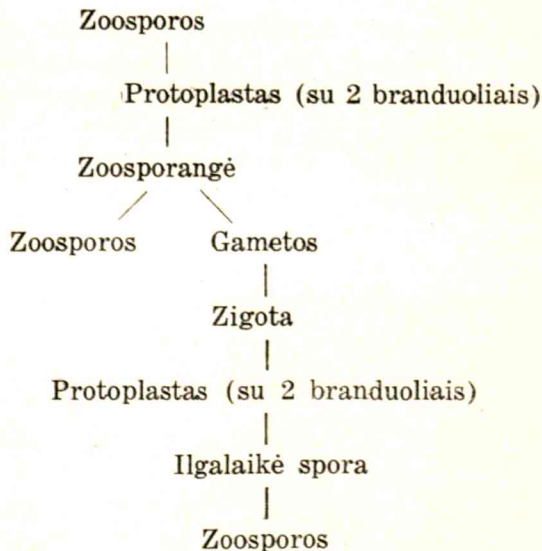 Zoosporos
Protoplastas (su 2 branduoliais)
Zoosporangė
Zoosporos Gametos
Zigota
Protoplastas (su 2 branduoliais)
Ilgalaikė spora
Zoosporos